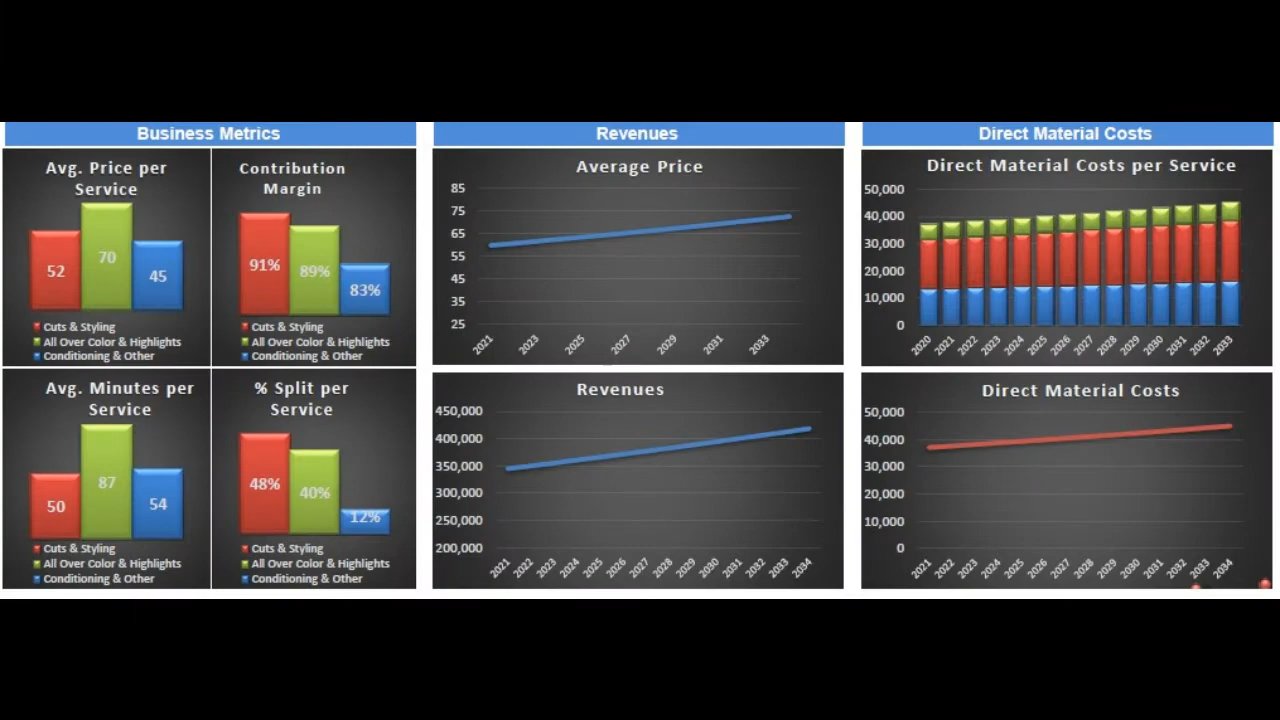 Business Metrics
Avg. Price per
Service
52
70
45
Cuts & Styling
All Over Color & Highlights
Conditioning & Other
Contribution
Margin
91%
89%
83%
Cuts & Styling
All Over Color & Highlights
Conditioning & Other
Avg. Minutes per
Service
50
87
54
Cuts & Styling
All Over Color & Highlights
Conditioning & Other
% Split per
Service
48%
40%
12%
Cuts & Styling
All Over Color & Highlights
Conditioning & Other
Revenues
Average Price
85
75
65
55
45
35
25
2021 2023 2025 2027 2029 2031 2033
Revenues
450,000
400,000
350,000
300,000
250,000
200,000
2021 2022 2023 2024 2025 2026 2027 2028 2029 2030 2031 2032 2033 2034
Direct Material Costs
Direct Material Costs per Service
50,000
40,000
30,000
20,000
10,000
0
2020 2021 2022 2023 2024 2025 2026 2027 2028 2029 2030 2031 2032 2033
Direct Material Costs
50,000
40,000
30,000
20,000
10,000
0
2021 2022 2023 2024 2025 2026 2027 2028 2029 2030 2031 2032 2033 2034